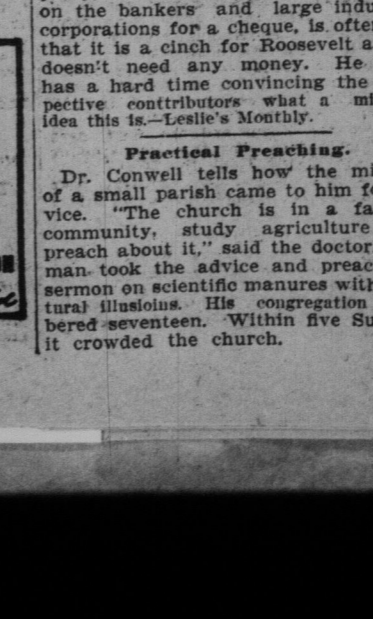 on the bankers and large indu
corporations for a cheque, is ofte
that it is a cinch for Roosevelt a
doesn't need any money. He
has a hard time convincing the
pective conttributors what a mi
idea this is.—Leslie's Monthly.
Practical Preaching.
Dr. Conwell tells how the mi
of a small parish came to him f
vice. "The church is in a fa
community, study agriculture
preach about it," said the doctor
man took the advice and preac
sermon on scientific manures with
tural illusioius. His congregation
bered seventeen. Within five Su
it crowded the church.